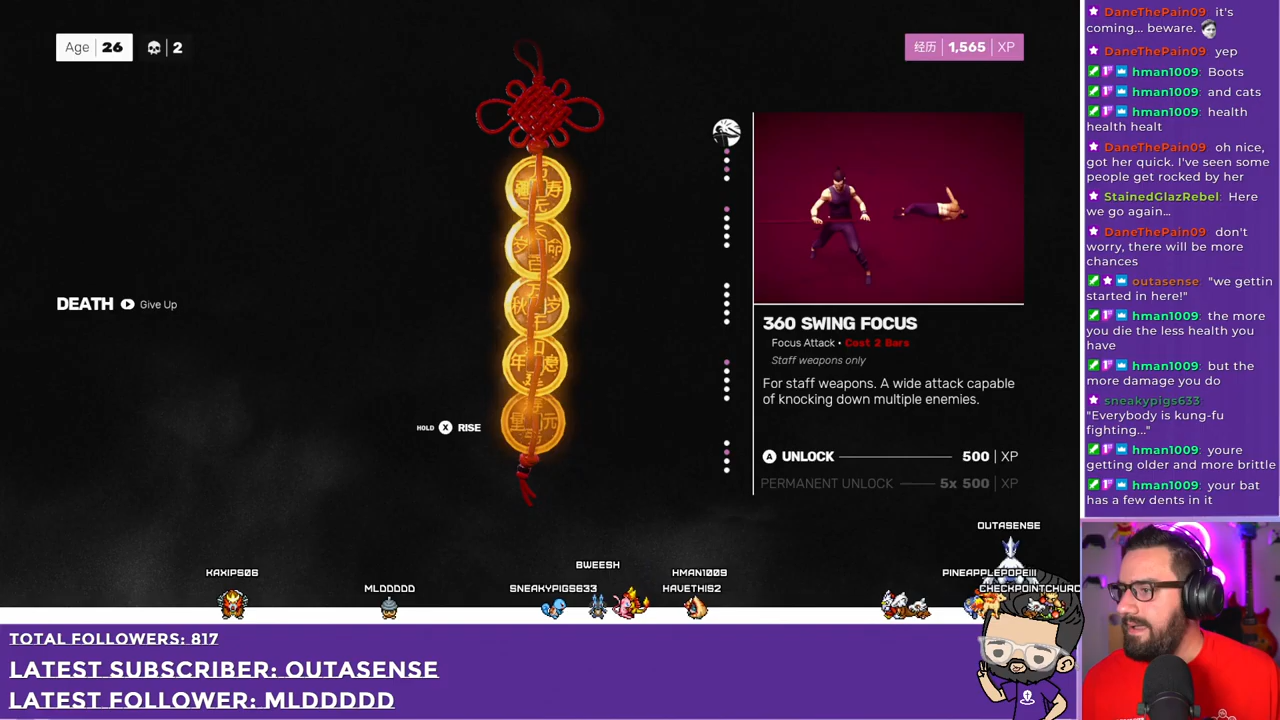 Age 26
2
经历 1,565 XP
DEATH Give Up
HOLD X RISE
360 SWING FOCUS
Focus Attack • Cost 2 Bars
Staff weapons only
For staff weapons. A wide attack capable
of knocking down multiple enemies.
A UNLOCK 500 | XP
PERMANENT UNLOCK 5x 500 | XP
DaneThePain09: it's
coming... beware.
DaneThePain09: yep
hman1009: Boots
hman1009: and cats
hman1009: health
health healt
DaneThePain09: oh nice,
got her quick. I've seen some
people get rocked by her
StainedGlazRebel: Here
we go again...
DaneThePain09: don't
worry, there will be more
chances
outasense: "we gettin
started in here!"
hman1009: the more
you die the less health you
have
hman1009: but the
more damage you do
sneakypigs633:
"Everybody is kung-fu
fighting..."
hman1009: youre
getting older and more brittle
hman1009: your bat
has a few dents in it
OUTASENSE
BWEESH
KAXIP506
HMAN1009
PINEAPPLEPOPEIII
MLDDDDD
SNEAKYPIGS633
HAVETHIS2
CHECKPOINTCHURC
TOTAL FOLLOWERS: 817
LATEST SUBSCRIBER: OUTASENSE
LATEST FOLLOWER: MLDDDDD